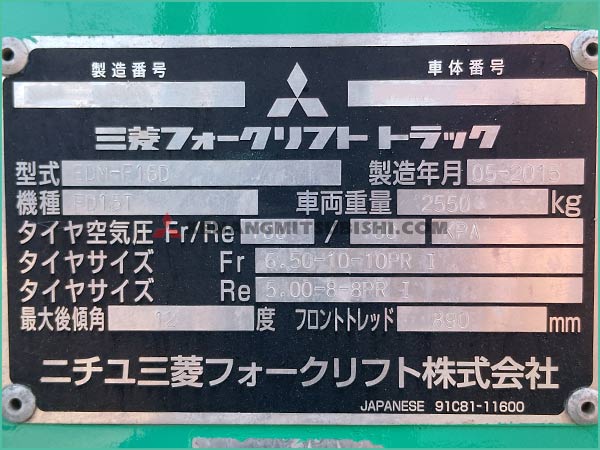 製造番号 車体番号
三菱フォークリフト トラック
型式 製造年月 05-2015
機種 FD15T 車両重量 2550 kg
タイヤ空気圧 Fr/Re 700 / 700 KPA
XENANGMITSUBISHI.COM
タイヤサイズ Fr 6.50-10-10PR I
タイヤサイズ Re 5.00-8-8PR I
最大後傾角 12 度 フロントトレッド 890 mm
ニチユ三菱フォークリフト株式会社
JAPANESE 91C81-11600